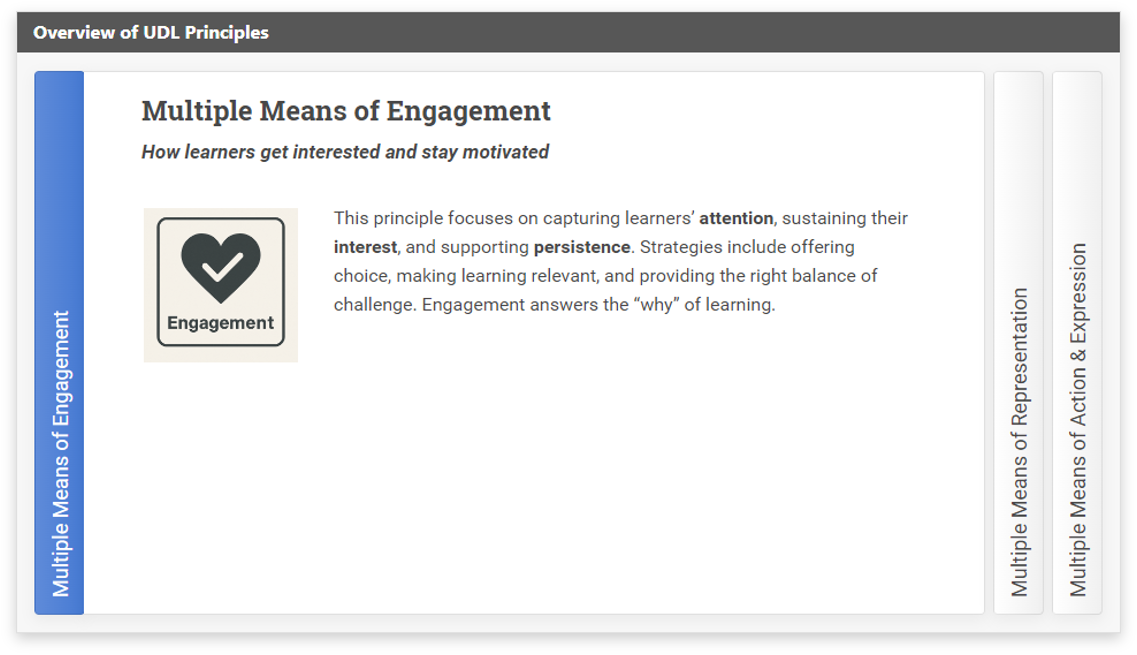 Overview of UDL Principles
Multiple Means of Engagement
Multiple Means of Engagement
How learners get interested and stay motivated
Engagement
This principle focuses on capturing learners’ attention, sustaining their
interest, and supporting persistence. Strategies include offering
choice, making learning relevant, and providing the right balance of
challenge. Engagement answers the “why” of learning.
Multiple Means of Representation
Multiple Means of Action & Expression